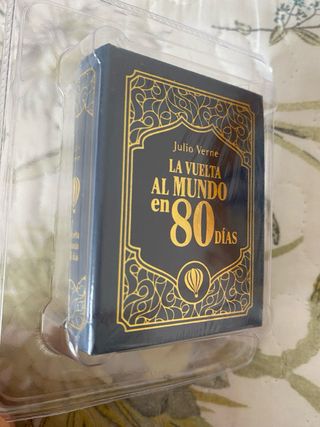 Julio Verne
LA VUELTA
AL MUNDO
en 80 DÍAS